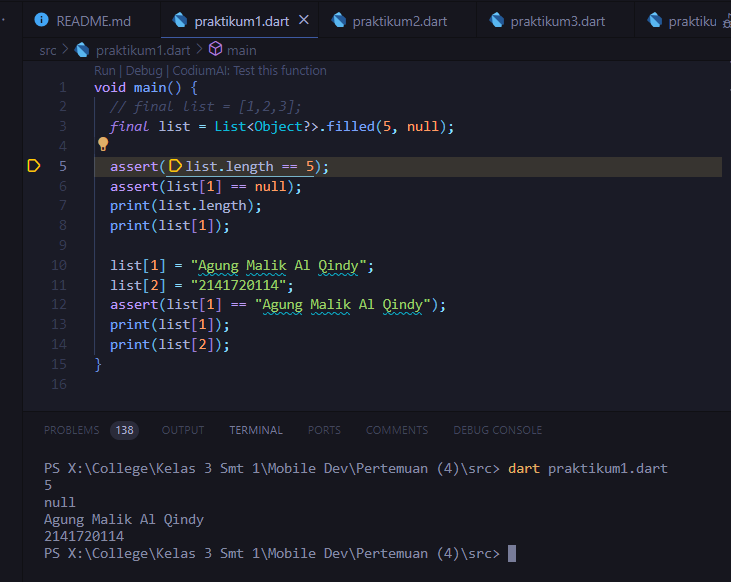 README.md praktikum1.dart praktikum2.dart praktikum3.dart praktiku
src > praktikum1.dart > main
Run | Debug | CodiumAI: Test this function
1 void main() {
2 // final list = [1,2,3];
3 final list = List<Object?>.filled(5, null);
4
5 assert(list.length == 5);
6 assert(list[1] == null);
7 print(list.length);
8 print(list[1]);
9
10 list[1] = "Agung Malik Al Qindy";
11 list[2] = "2141720114";
12 assert(list[1] == "Agung Malik Al Qindy");
13 print(list[1]);
14 print(list[2]);
15 }
16
PROBLEMS 138 OUTPUT TERMINAL PORTS COMMENTS DEBUG CONSOLE
PS X:\College\Kelas 3 Smt 1\Mobile Dev\Pertemuan (4)\src> dart praktikum1.dart
5
null
Agung Malik Al Qindy
2141720114
PS X:\College\Kelas 3 Smt 1\Mobile Dev\Pertemuan (4)\src>